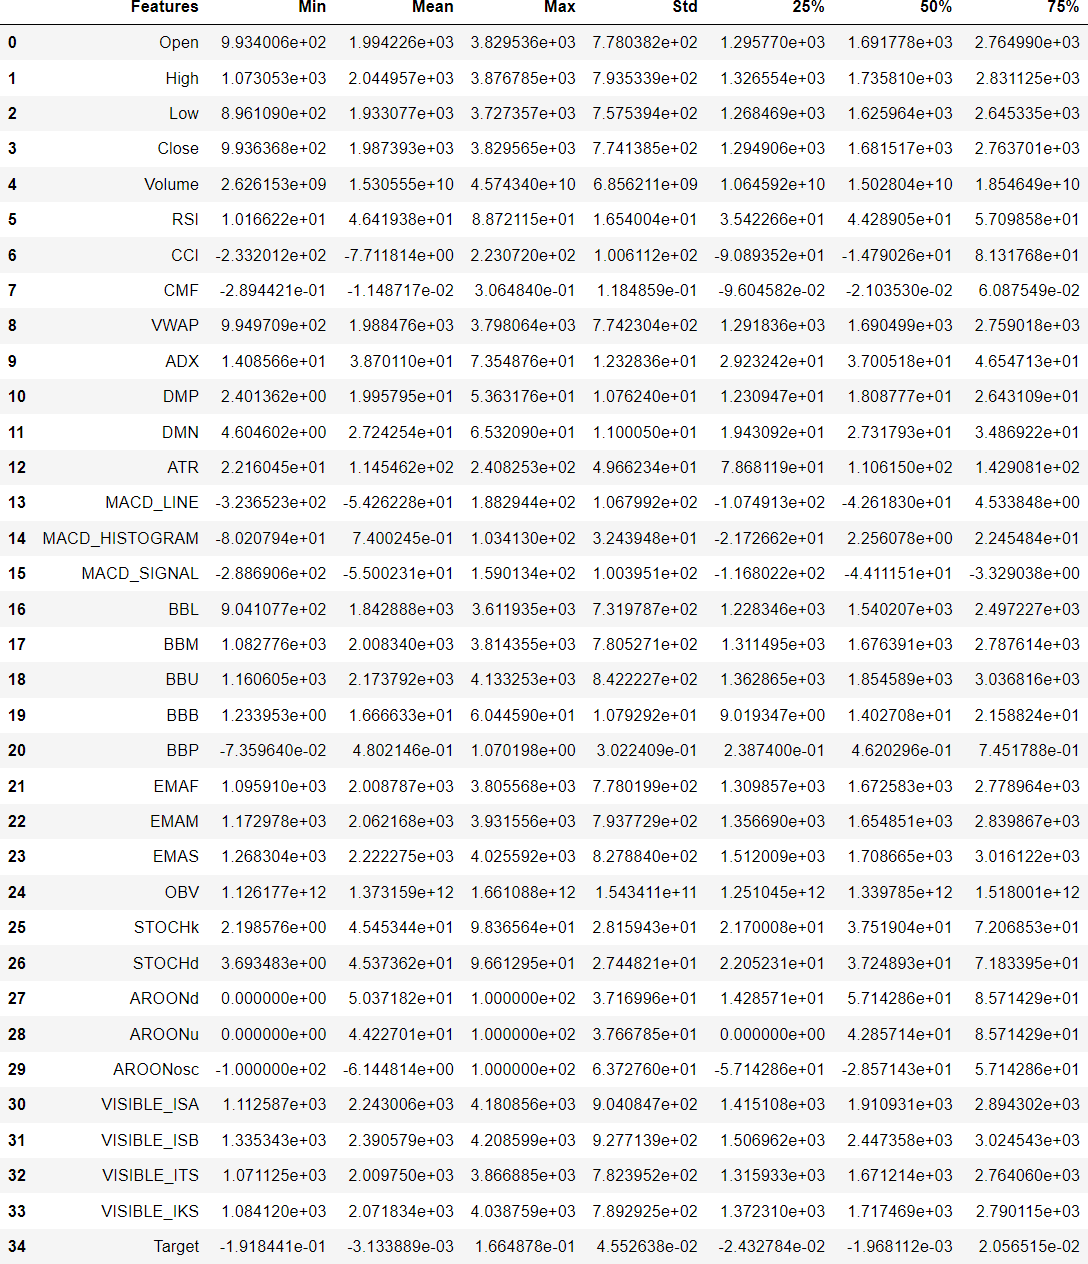 Features Min Mean Max Std 25% 50% 75%
0 Open 9.934006e+02 1.994226e+03 3.829536e+03 7.780382e+02 1.295770e+03 1.691778e+03 2.764990e+03
1 High 1.073053e+03 2.044957e+03 3.876785e+03 7.935339e+02 1.326554e+03 1.735810e+03 2.831125e+03
2 Low 8.961090e+02 1.933077e+03 3.727357e+03 7.575394e+02 1.268469e+03 1.625964e+03 2.645335e+03
3 Close 9.936368e+02 1.987393e+03 3.829565e+03 7.741385e+02 1.294906e+03 1.681517e+03 2.763701e+03
4 Volume 2.626153e+09 1.530555e+10 4.574340e+10 6.856211e+09 1.064592e+10 1.502804e+10 1.854649e+10
5 RSI 1.016622e+01 4.641938e+01 8.872115e+01 1.654004e+01 3.542266e+01 4.428905e+01 5.709858e+01
6 CCI -2.332012e+02 -7.711814e+00 2.230720e+02 1.006112e+02 -9.089352e+01 -1.479026e+01 8.131768e+01
7 CMF -2.894421e-01 -1.148717e-02 3.064840e-01 1.184859e-01 -9.604582e-02 -2.103530e-02 6.087549e-02
8 VWAP 9.949709e+02 1.988476e+03 3.798064e+03 7.742304e+02 1.291836e+03 1.690499e+03 2.759018e+03
9 ADX 1.408566e+01 3.870110e+01 7.354876e+01 1.232836e+01 2.923242e+01 3.700518e+01 4.654713e+01
10 DMP 2.401362e+00 1.995795e+01 5.363176e+01 1.076240e+01 1.230947e+01 1.808777e+01 2.643109e+01
11 DMN 4.604602e+00 2.724254e+01 6.532090e+01 1.100050e+01 1.943092e+01 2.731793e+01 3.486922e+01
12 ATR 2.216045e+01 1.145462e+02 2.408253e+02 4.966234e+01 7.868119e+01 1.106150e+02 1.429081e+02
13 MACD_LINE -3.236523e+02 -5.426228e+01 1.882944e+02 1.067992e+02 -1.074913e+02 -4.261830e+01 4.533848e+00
14 MACD_HISTOGRAM -8.020794e+01 7.400245e-01 1.034130e+02 3.243948e+01 -2.172662e+01 2.256078e+00 2.245484e+01
15 MACD_SIGNAL -2.886906e+02 -5.500231e+01 1.590134e+02 1.003951e+02 -1.168022e+02 -4.411151e+01 -3.329038e+00
16 BBL 9.041077e+02 1.842888e+03 3.611935e+03 7.319787e+02 1.228346e+03 1.540207e+03 2.497227e+03
17 BBM 1.082776e+03 2.008340e+03 3.814355e+03 7.805271e+02 1.311495e+03 1.676391e+03 2.787614e+03
18 BBU 1.160605e+03 2.173792e+03 4.133253e+03 8.422227e+02 1.362865e+03 1.854589e+03 3.036816e+03
19 BBB 1.233953e+00 1.666633e+01 6.044590e+01 1.079292e+01 9.019347e+00 1.402708e+01 2.158824e+01
20 BBP -7.359640e-02 4.802146e-01 1.070198e+00 3.022409e-01 2.387400e-01 4.620296e-01 7.451788e-01
21 EMAF 1.095910e+03 2.008787e+03 3.805568e+03 7.780199e+02 1.309857e+03 1.672583e+03 2.778964e+03
22 EMAM 1.172978e+03 2.062168e+03 3.931556e+03 7.937729e+02 1.356690e+03 1.654851e+03 2.839867e+03
23 EMAS 1.268304e+03 2.222275e+03 4.025592e+03 8.278840e+02 1.512009e+03 1.708665e+03 3.016122e+03
24 OBV 1.126177e+12 1.373159e+12 1.661088e+12 1.543411e+11 1.251045e+12 1.339785e+12 1.518001e+12
25 STOCHk 2.198576e+00 4.545344e+01 9.836564e+01 2.815943e+01 2.170008e+01 3.751904e+01 7.206853e+01
26 STOCHd 3.693483e+00 4.537362e+01 9.661295e+01 2.744821e+01 2.205231e+01 3.724893e+01 7.183395e+01
27 AROONd 0.000000e+00 5.037182e+01 1.000000e+02 3.716996e+01 1.428571e+01 5.714286e+01 8.571429e+01
28 AROONu 0.000000e+00 4.422701e+01 1.000000e+02 3.766785e+01 0.000000e+00 4.285714e+01 8.571429e+01
29 AROONosc -1.000000e+02 -6.144814e+00 1.000000e+02 6.372760e+01 -5.714286e+01 -2.857143e+01 5.714286e+01
30 VISIBLE_ISA 1.112587e+03 2.243006e+03 4.180856e+03 9.040847e+02 1.415108e+03 1.910931e+03 2.894302e+03
31 VISIBLE_ISB 1.335343e+03 2.390579e+03 4.208599e+03 9.277139e+02 1.506962e+03 2.447358e+03 3.024543e+03
32 VISIBLE_ITS 1.071125e+03 2.009750e+03 3.866885e+03 7.823952e+02 1.315933e+03 1.671214e+03 2.764060e+03
33 VISIBLE_IKS 1.084120e+03 2.071834e+03 4.038759e+03 7.892925e+02 1.372310e+03 1.717469e+03 2.790115e+03
34 Target -1.918441e-01 -3.133889e-03 1.664878e-01 4.552638e-02 -2.432784e-02 -1.968112e-03 2.056515e-02